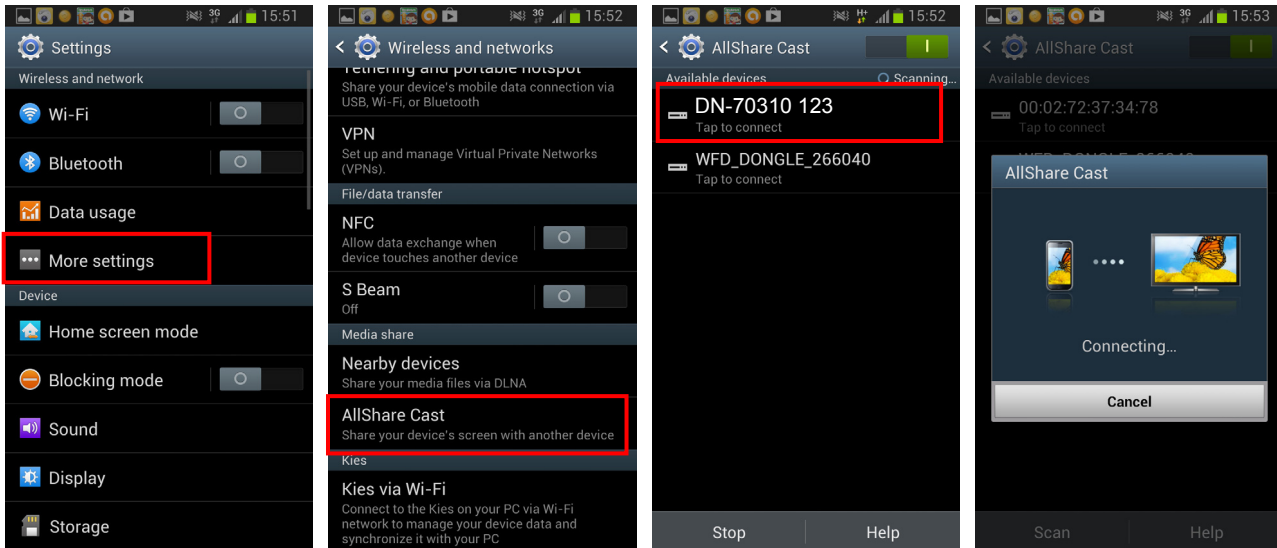 3G 15:51
Settings
Wireless and network
Wi-Fi
Bluetooth
Data usage
More settings
Device
Home screen mode
Blocking mode
Sound
Display
Storage
3G 15:52
Wireless and networks
Tethering and portable hotspot
Share your device's mobile data connection via
USB, Wi-Fi, or Bluetooth
VPN
Set up and manage Virtual Private Networks
(VPNs).
File/data transfer
NFC
Allow data exchange when
device touches another device
S Beam
Off
Media share
Nearby devices
Share your media files via DLNA
AllShare Cast
Share your device's screen with another device
Kies
Kies via Wi-Fi
Connect to the Kies on your PC via Wi-Fi
network to manage your device data and
synchronize it with your PC
H+ 15:52
AllShare Cast
Available devices Scanning...
DN-70310 123
Tap to connect
WFD_DONGLE_266040
Tap to connect
Stop Help
3G 15:53
AllShare Cast
Available devices
00:02:72:37:34:78
Tap to connect
WFD_DONGLE_266040
AllShare Cast
Connecting...
Cancel
Scan Help